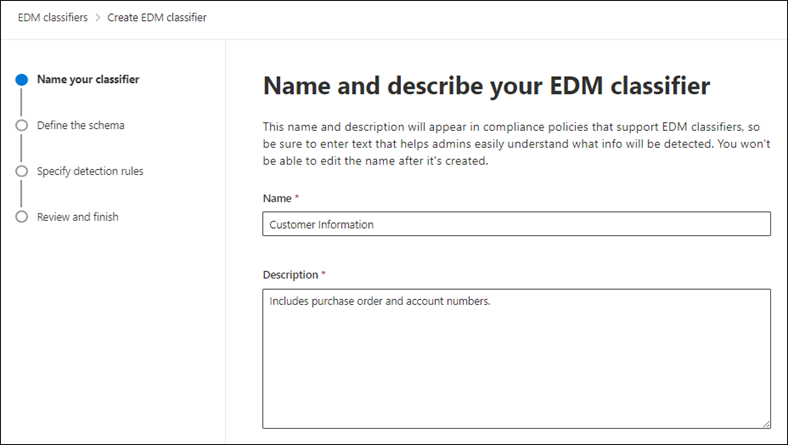 EDM classifiers > Create EDM classifier
Name your classifier
Define the schema
Specify detection rules
Review and finish
Name and describe your EDM classifier
This name and description will appear in compliance policies that support EDM classifiers, so
be sure to enter text that helps admins easily understand what info will be detected. You won't
be able to edit the name after it's created.
Name *
Customer Information
Description *
Includes purchase order and account numbers.